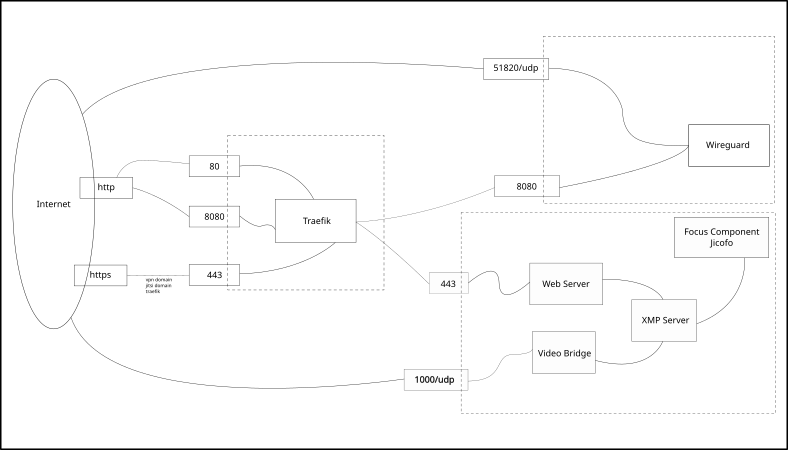 51820/udp
Wireguard
80
http
Internet
8080
Traefik
8080
https
443
vpn domain
jitsi domain
traefik
443
Focus Component
Jicofo
Web Server
XMP Server
Video Bridge
1000/udp